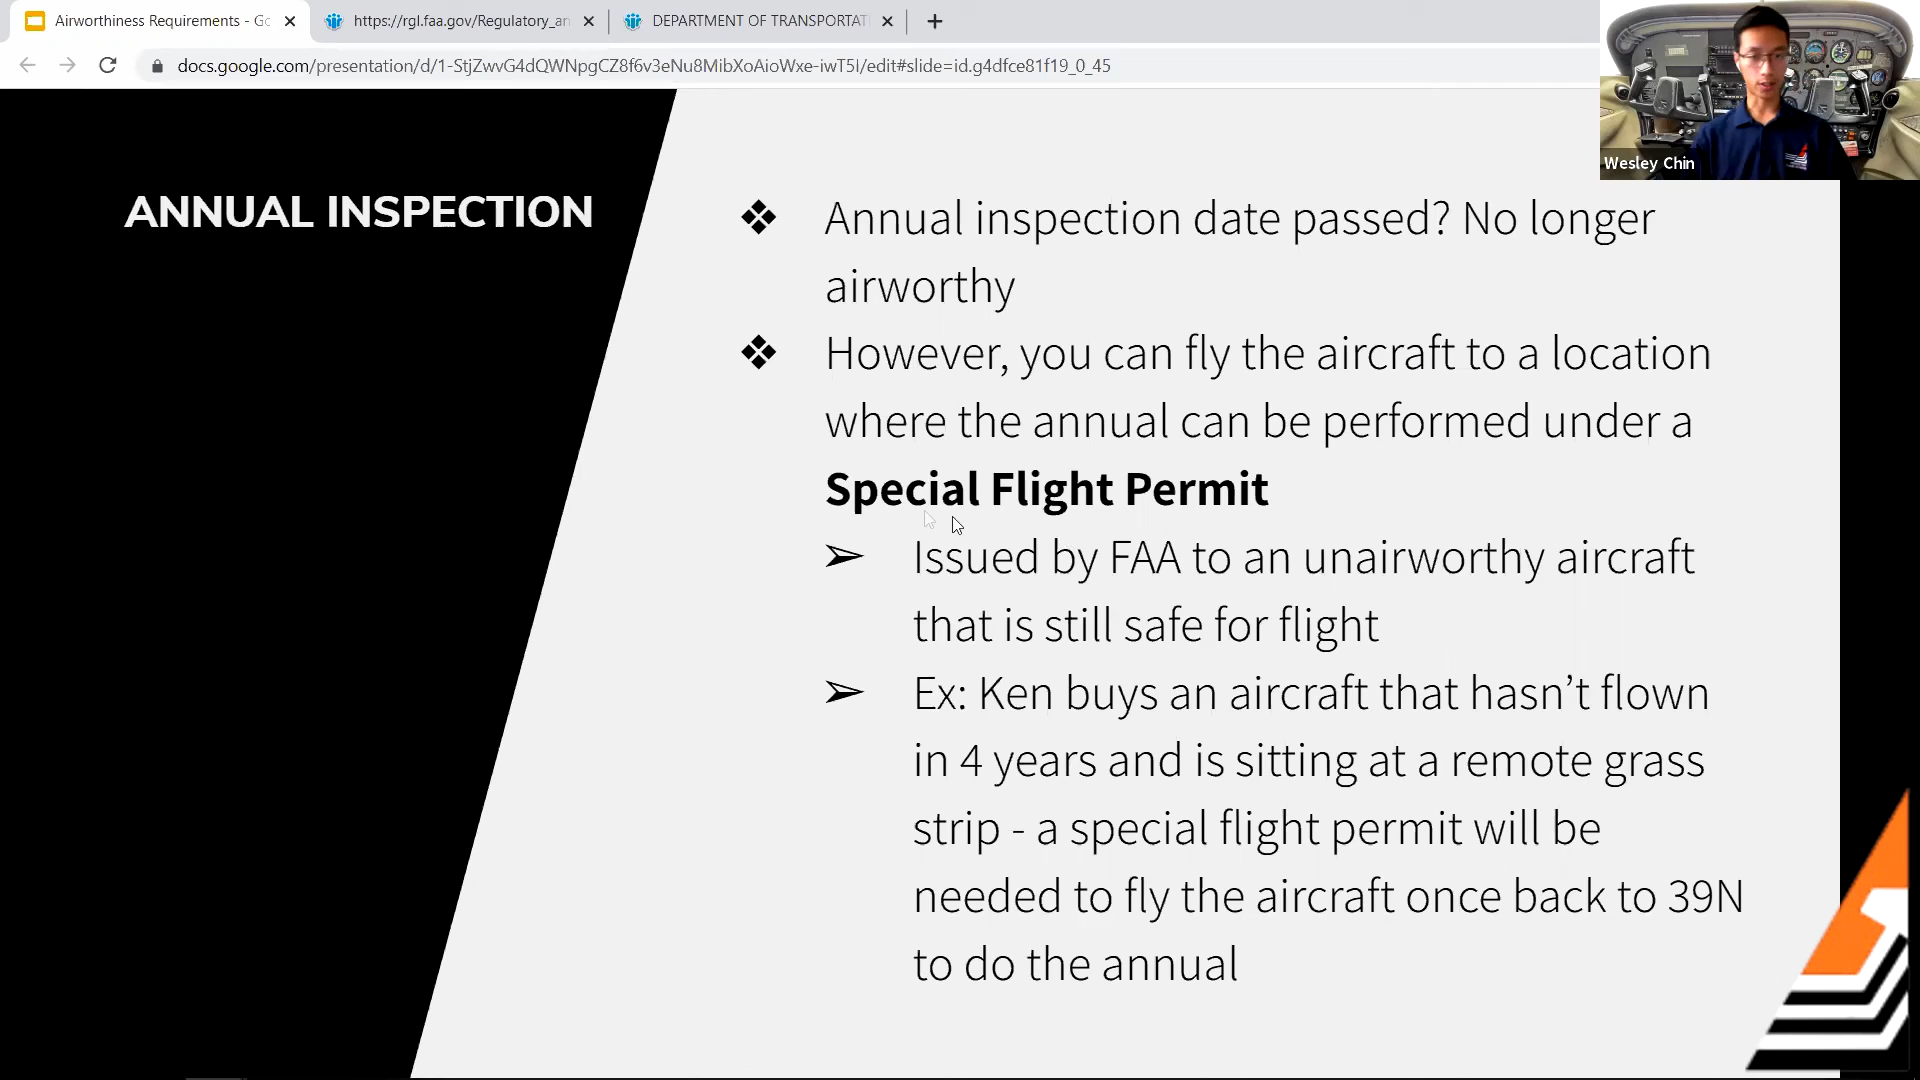 Airworthiness Requirements - Go
https://rgl.faa.gov/Regulatory_an
DEPARTMENT OF TRANSPORTAT
docs.google.com/presentation/d/1-StjZwvG4dQWNpgCZ8f6v3eNu8MibXoAioWxe-iwT5I/edit#slide=id.g4dfce81f19_0_45
Wesley Chin
ANNUAL INSPECTION
❖ Annual inspection date passed? No longer
airworthy
❖ However, you can fly the aircraft to a location
where the annual can be performed under a
Special Flight Permit
➢ Issued by FAA to an unairworthy aircraft
that is still safe for flight
➢ Ex: Ken buys an aircraft that hasn’t flown
in 4 years and is sitting at a remote grass
strip - a special flight permit will be
needed to fly the aircraft once back to 39N
to do the annual